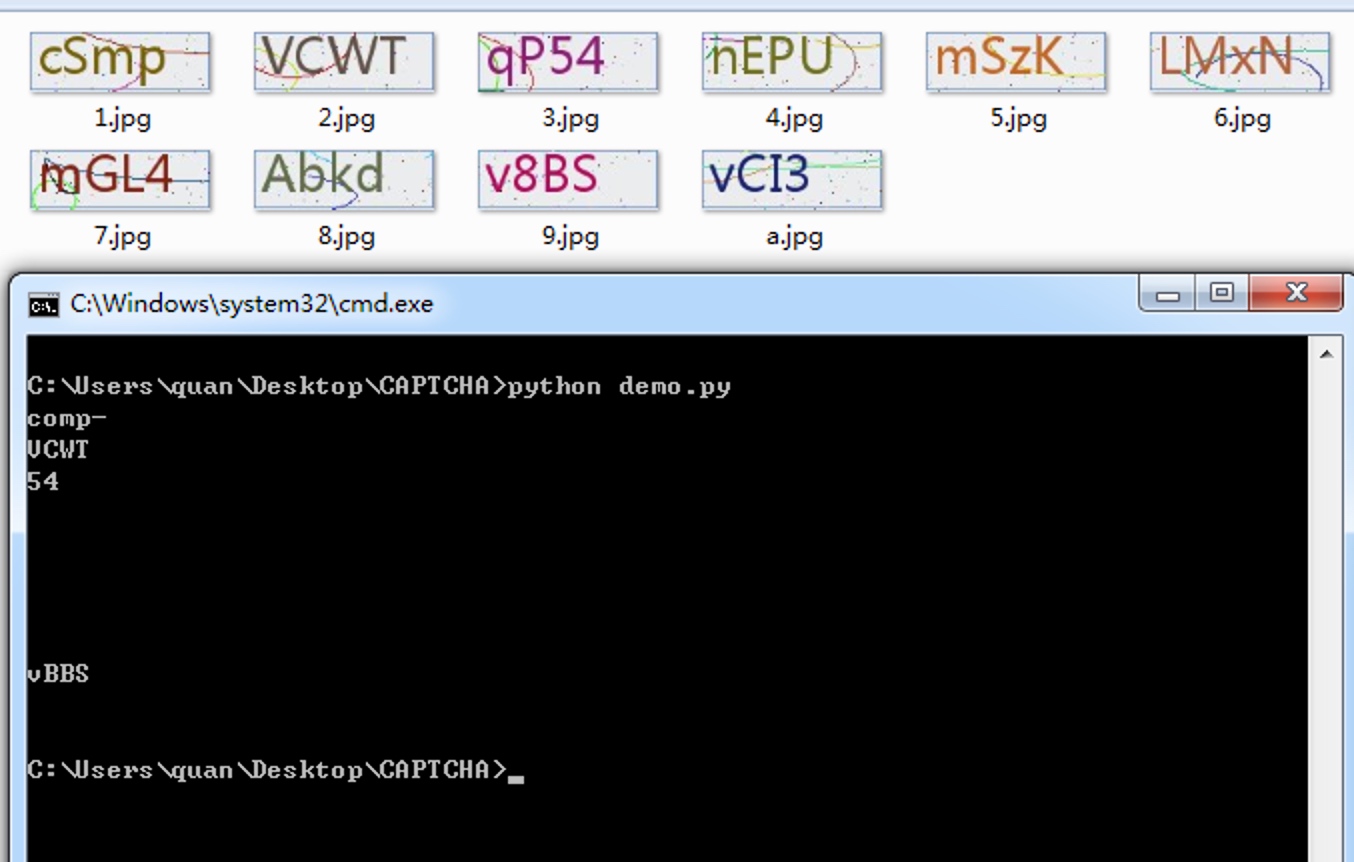 cSmp VCWT qP54 nEPU mSzK LMxN
1.jpg 2.jpg 3.jpg 4.jpg 5.jpg 6.jpg
mGL4 Abkd v8BS vCI3
7.jpg 8.jpg 9.jpg a.jpg
C:\Windows\system32\cmd.exe
C:\Users\quan\Desktop\CAPTCHA>python demo.py
comp-
VCWT
54
vBBS
C:\Users\quan\Desktop\CAPTCHA>_